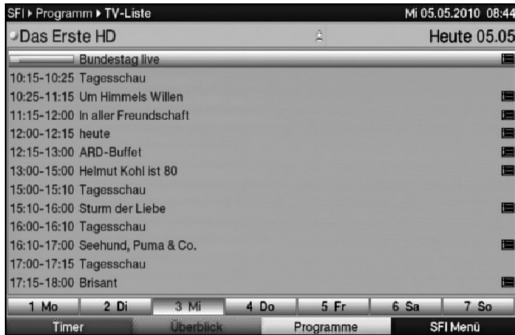 SFI ▸ Programm ▸ TV-Liste Mi 05.05.2010 08:44
Das Erste HD Heute 05.05
Bundestag live
10:15-10:25 Tagesschau
10:25-11:15 Um Himmels Willen
11:15-12:00 In aller Freundschaft
12:00-12:15 heute
12:15-13:00 ARD-Buffet
13:00-15:00 Helmut Kohl ist 80
15:00-15:10 Tagesschau
15:10-16:00 Sturm der Liebe
16:00-16:10 Tagesschau
16:10-17:00 Seehund, Puma & Co.
17:00-17:15 Tagesschau
17:15-18:00 Brisant
1 Mo 2 Di 3 Mi 4 Do 5 Fr 6 Sa 7 So
Timer Überblick Programme SFI Menü